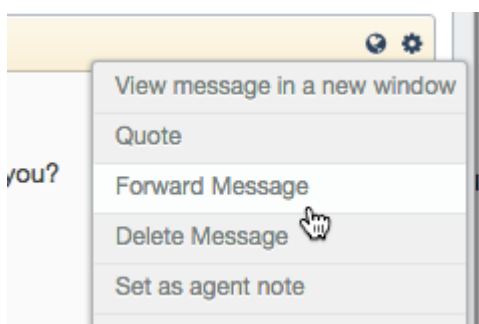 View message in a new window
Quote
you?
Forward Message
Delete Message
Set as agent note